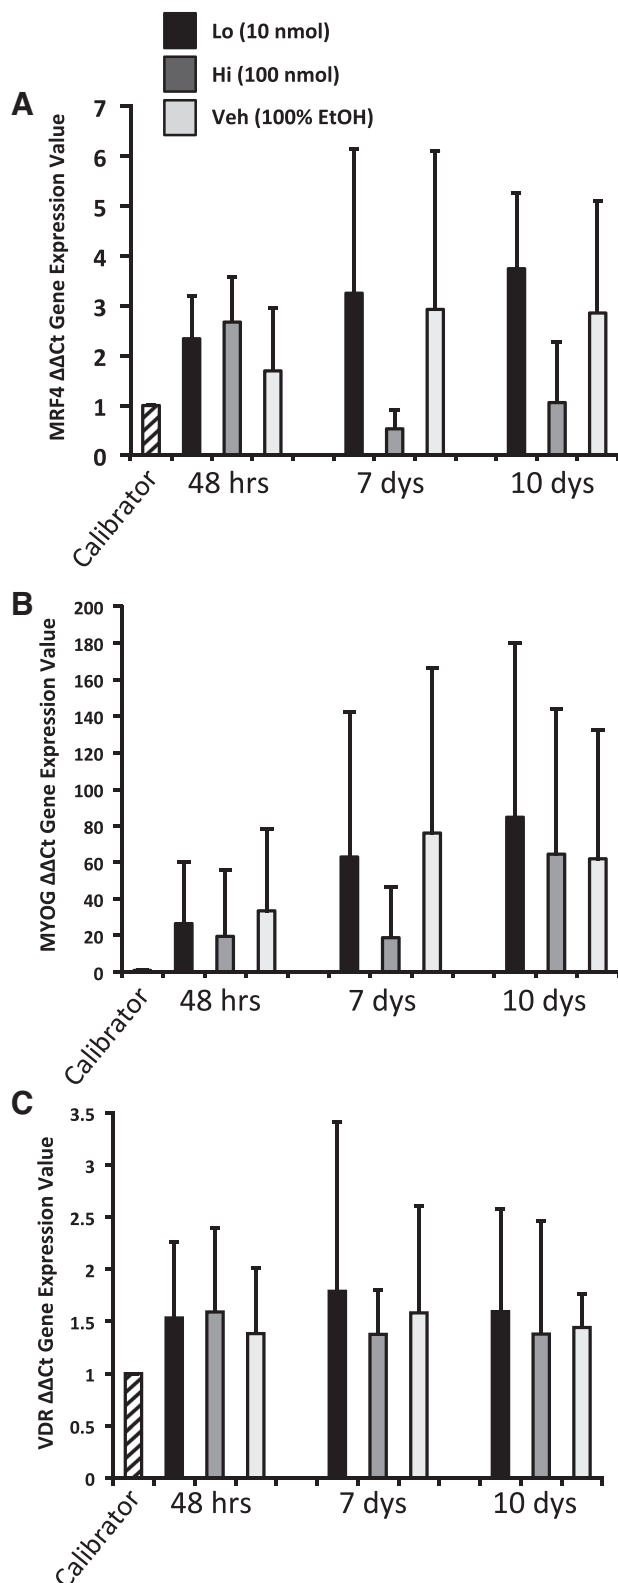 Lo (10 nmol)
Hi (100 nmol)
Veh (100% EtOH)
A
MRF4 ΔΔCt Gene Expression Value
7
6
5
4
3
2
1
0
Calibrator
48 hrs
7 dys
10 dys
B
MYOG ΔΔCt Gene Expression Value
200
180
160
140
120
100
80
60
40
20
0
Calibrator
48 hrs
7 dys
10 dys
C
VDR ΔΔCt Gene Expression Value
3.5
3
2.5
2
1.5
1
0.5
0
Calibrator
48 hrs
7 dys
10 dys